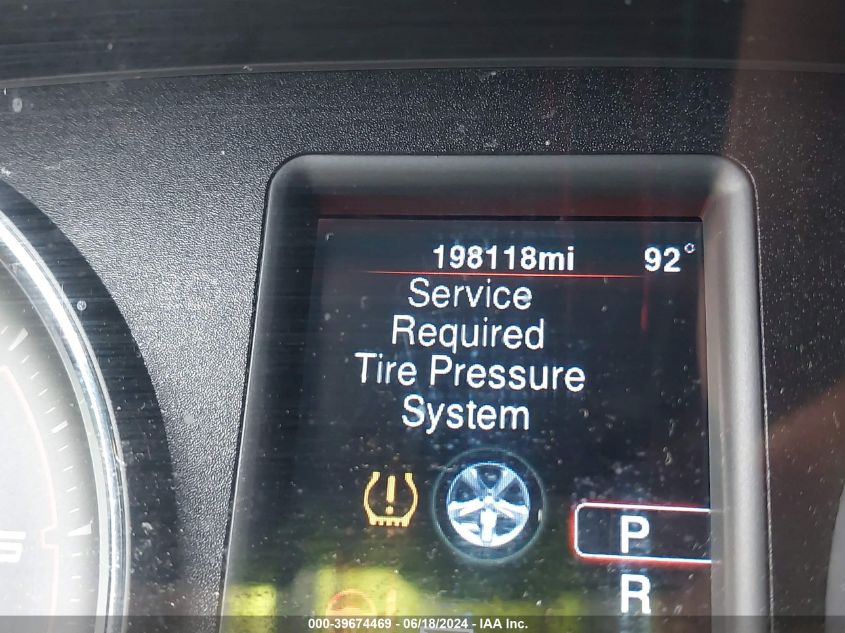 198118mi 92°
Service
Required
Tire Pressure
System
P
R
000-39674469 - 06/18/2024 - IAA Inc.